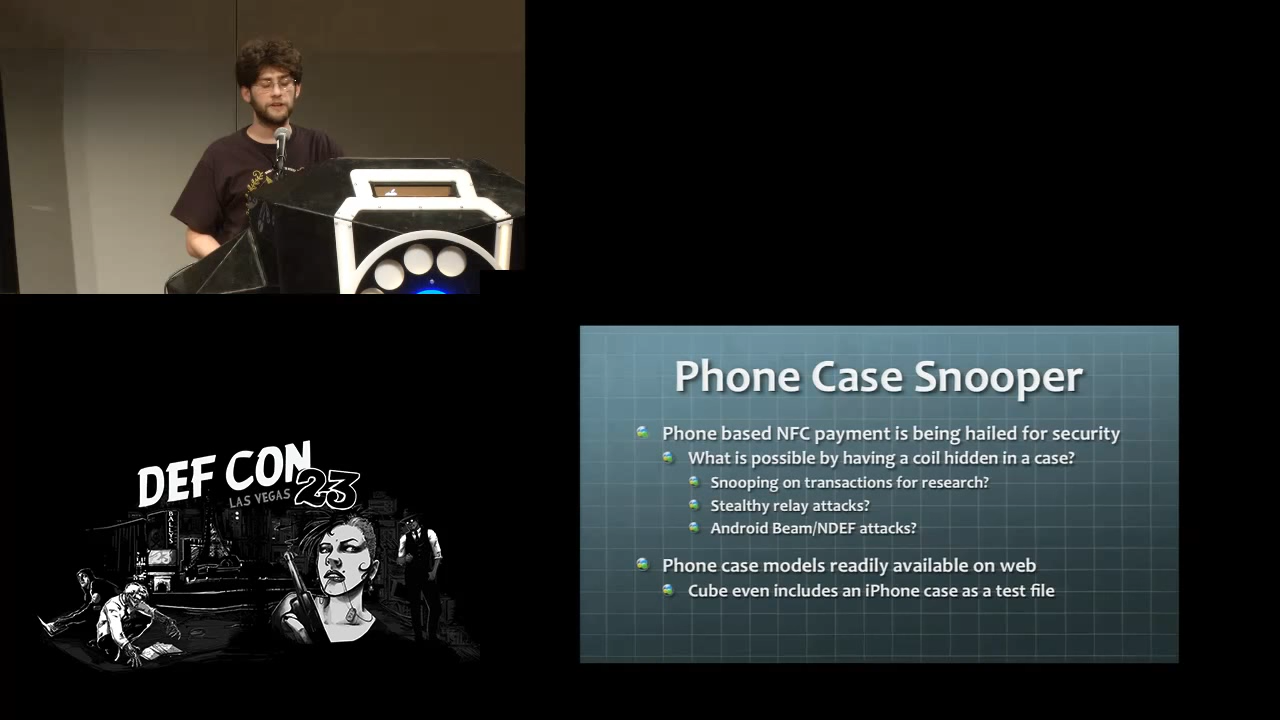 Phone Case Snooper
Phone based NFC payment is being hailed for security
What is possible by having a coil hidden in a case?
Snooping on transactions for research?
Stealthy relay attacks?
Android Beam/NDEF attacks?
Phone case models readily available on web
Cube even includes an iPhone case as a test file
DEF CON
LAS VEGAS 23
BALLYS